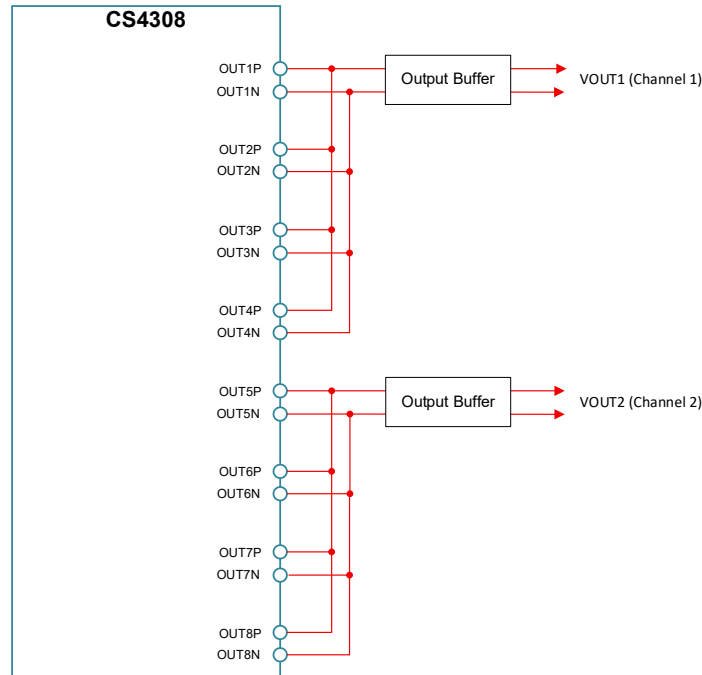 CS4308
OUT1P
Output Buffer
VOUT1 (Channel 1)
OUT1N
OUT2P
OUT2N
OUT3P
OUT3N
OUT4P
OUT4N
OUT5P
Output Buffer
VOUT2 (Channel 2)
OUT5N
OUT6P
OUT6N
OUT7P
OUT7N
OUT8P
OUT8N